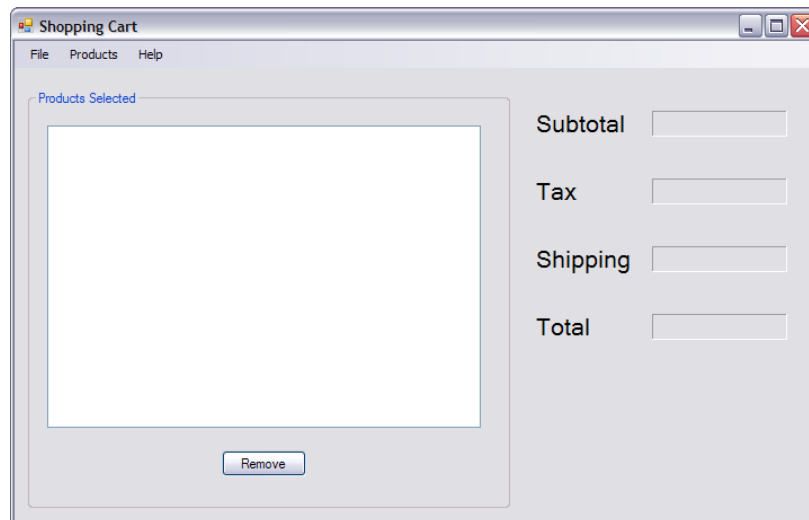 Shopping Cart
File Products Help
Products Selected
Subtotal
Tax
Shipping
Total
Remove